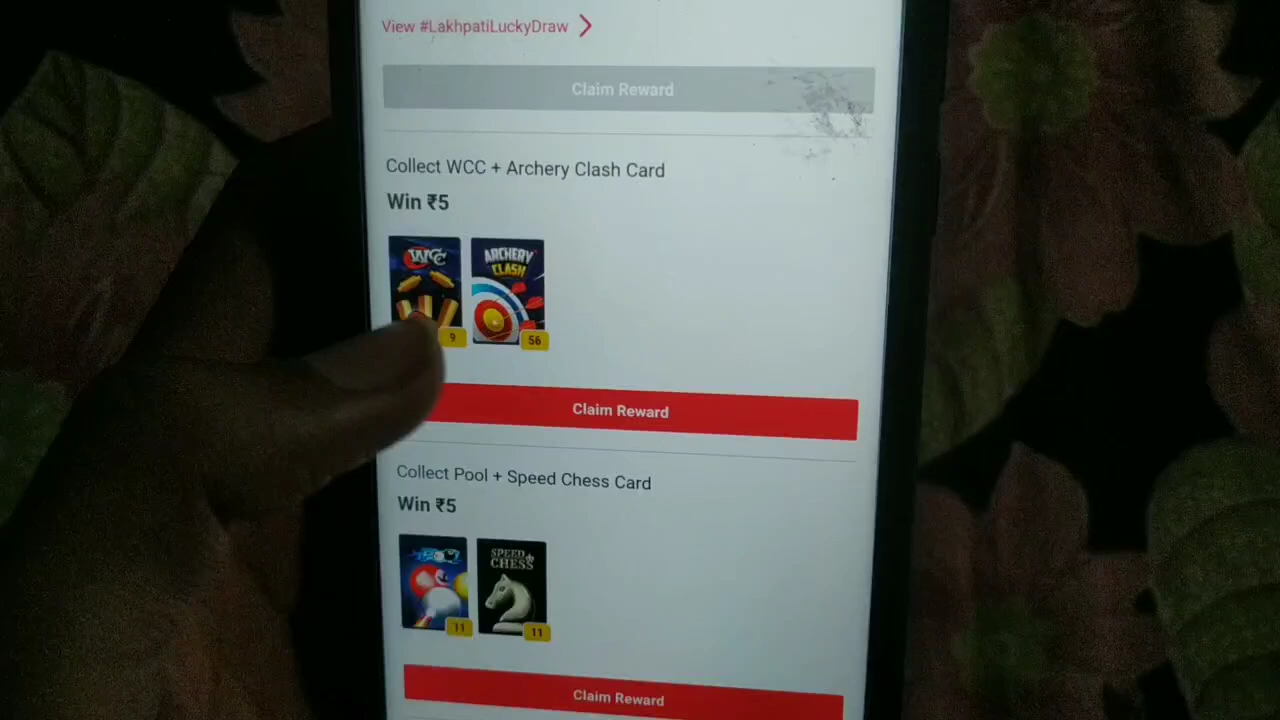 View #LakhpatiLuckyDraw
Claim Reward
Collect WCC + Archery Clash Card
Win ₹5
WCC
ARCHERY
CLASH
9
56
Claim Reward
Collect Pool + Speed Chess Card
Win ₹5
POOL
SPEED
CHESS
11
11
Claim Reward